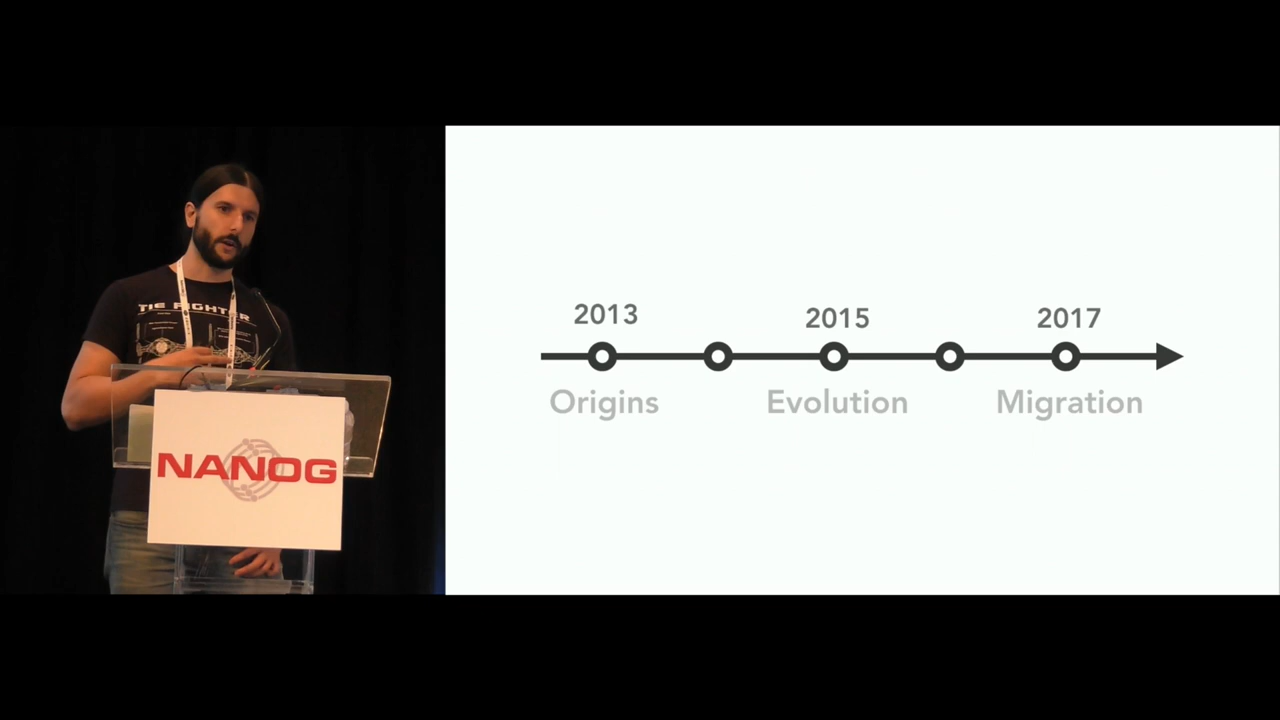 TIE FIGHTER
NANOG
2013
2015
2017
Origins
Evolution
Migration